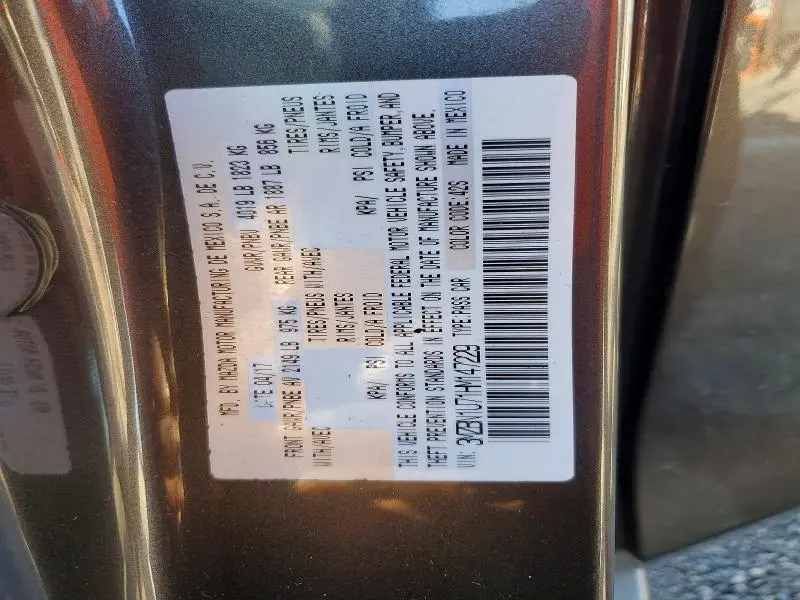 MFD. BY MAZDA MOTOR MANUFACTURING DE MEXICO S.A. DE C.V.
DATE 04/17 GVWR/PNBV 4019 LB 1823 KG
FRONT GAWR/PNBE AV 2149 LB 975 KG REAR GAWR/PNBE AR 1887 LB 856 KG
WITH/AVEC TIRES/PNEUS WITH/AVEC TIRES/PNEUS
RIMS/JANTES RIMS/JANTES
KPA/ PSI COLD/A FROID KPA/ PSI COLD/A FROID
THIS VEHICLE CONFORMS TO ALL APPLICABLE FEDERAL MOTOR VEHICLE SAFETY, BUMPER, AND
THEFT PREVENTION STANDARDS IN EFFECT ON THE DATE OF MANUFACTURE SHOWN ABOVE.
VIN: TYPE:PASS CAR COLOR CODE:42S MADE IN MEXICO